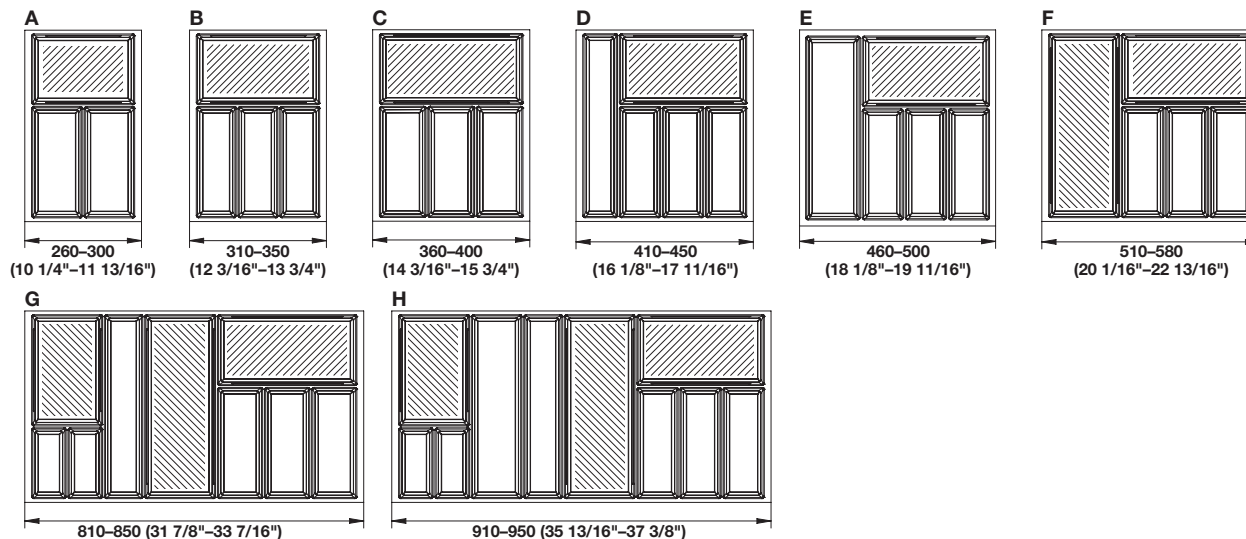 A
B
C
D
E
F
260–300
(10 1/4"–11 13/16")
310–350
(12 3/16"–13 3/4")
360–400
(14 3/16"–15 3/4")
410–450
(16 1/8"–17 11/16")
460–500
(18 1/8"–19 11/16")
510–580
(20 1/16"–22 13/16")
G
H
810–850 (31 7/8"–33 7/16")
910–950 (35 13/16"–37 3/8")